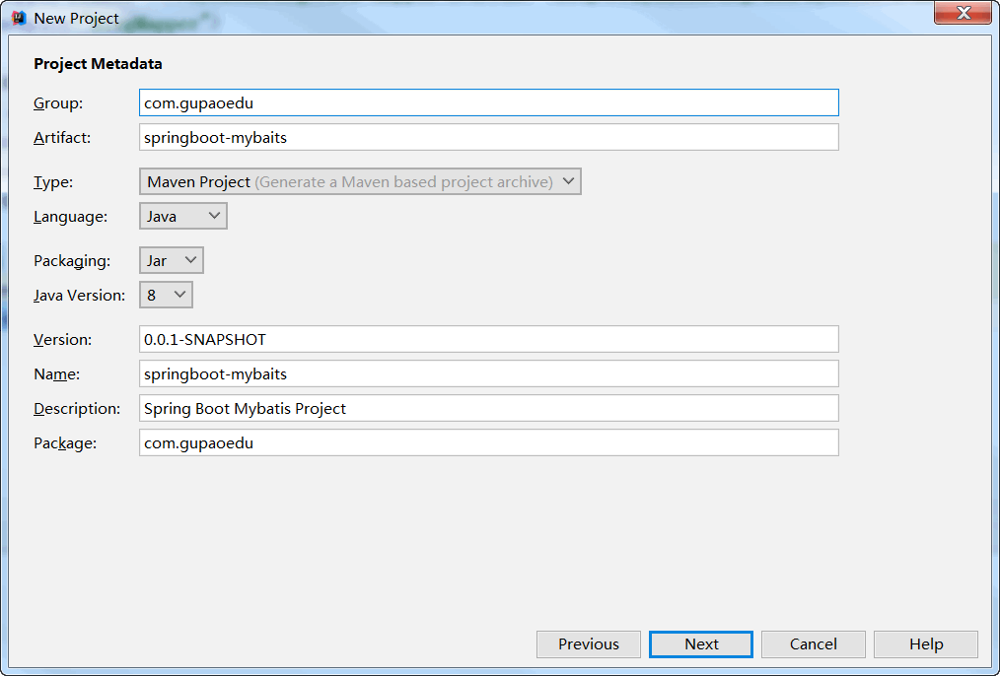 New Project
Project Metadata
Group: com.gupaoedu
Artifact: springboot-mybaits
Type: Maven Project (Generate a Maven based project archive)
Language: Java
Packaging: Jar
Java Version: 8
Version: 0.0.1-SNAPSHOT
Name: springboot-mybaits
Description: Spring Boot Mybatis Project
Package: com.gupaoedu
Previous Next Cancel Help